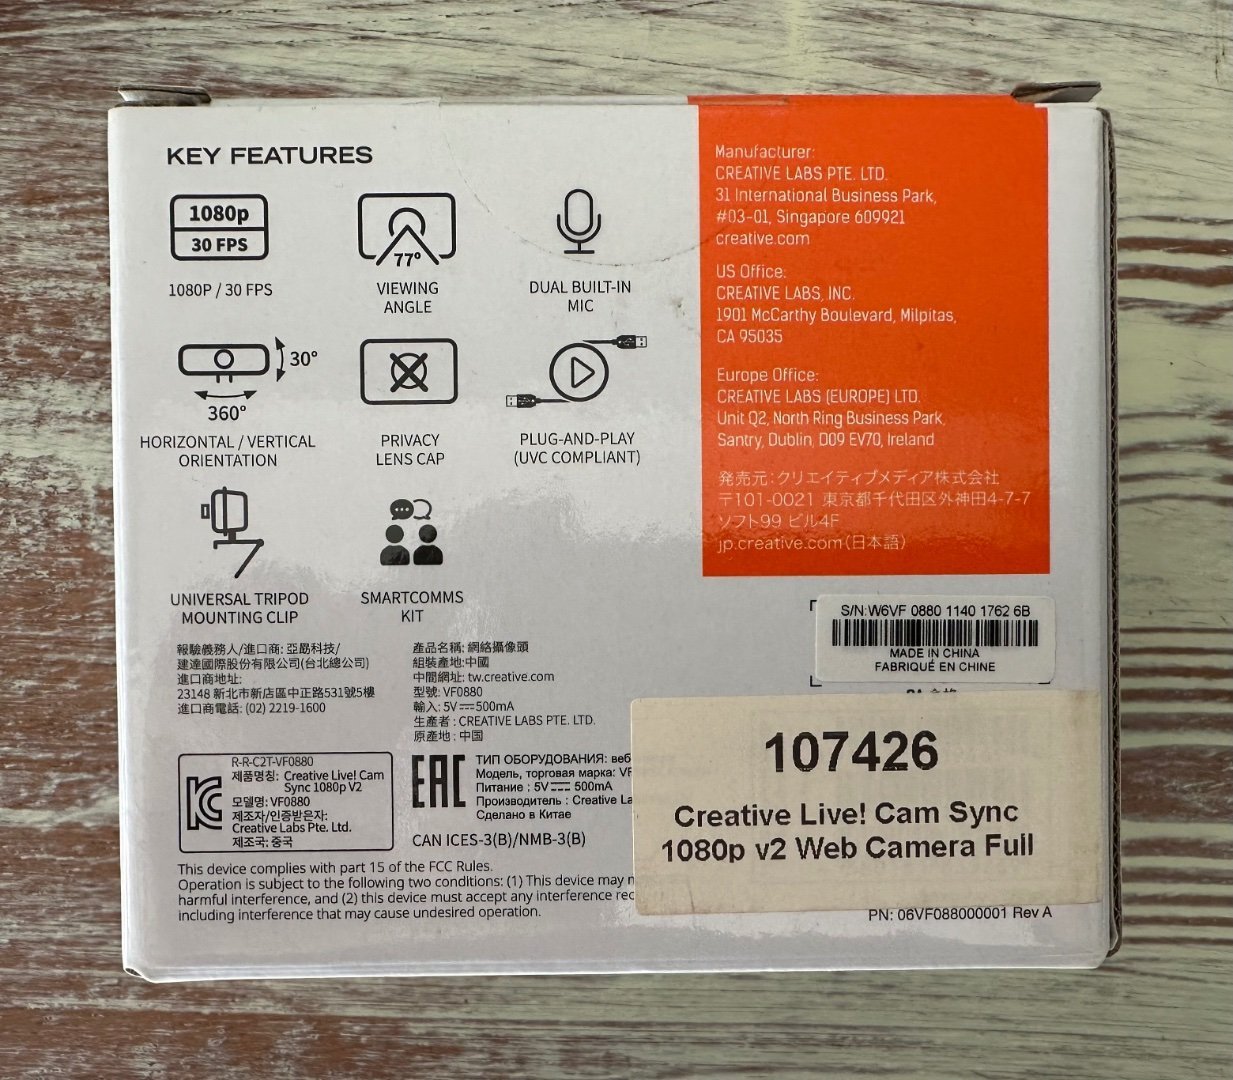 KEY FEATURES
1080p
30 FPS
1080P / 30 FPS
77°
VIEWING
ANGLE
DUAL BUILT-IN
MIC
30°
360°
HORIZONTAL / VERTICAL
ORIENTATION
PRIVACY
LENS CAP
PLUG-AND-PLAY
(UVC COMPLIANT)
UNIVERSAL TRIPOD
MOUNTING CLIP
SMARTCOMMS
KIT
Manufacturer:
CREATIVE LABS PTE. LTD.
31 International Business Park,
#03-01, Singapore 609921
creative.com
US Office:
CREATIVE LABS, INC.
1901 McCarthy Boulevard, Milpitas,
CA 95035
Europe Office:
CREATIVE LABS (EUROPE) LTD.
Unit Q2, North Ring Business Park,
Santry, Dublin, D09 EV70, Ireland
発売元：クリエイティブメディア株式会社
〒101-0021 東京都千代田区外神田4-7-7
ソフト99 ビル4F
jp.creative.com（日本語）
S/N:W6VF 0880 1140 1762 6B
MADE IN CHINA
FABRIQUÉ EN CHINE
報驗義務人/進口商: 亞勗科技/
建達國際股份有限公司(台北總公司)
進口商地址:
23148 新北市新店區中正路531號5樓
進口商電話: (02) 2219-1600
產品名稱: 網絡攝像頭
組裝產地:中國
中間網址: tw.creative.com
型號: VF0880
輸入: 5V⎓500mA
生產者 : CREATIVE LABS PTE. LTD.
原產地 : 中国
R-R-C2T-VF0880
제품명칭: Creative Live! Cam
Sync 1080p V2
모델명: VF0880
제조자/인증받은자:
Creative Labs Pte. Ltd.
제조국: 중국
EAC
ТИП ОБОРУДОВАНИЯ: веб
Модель, торговая марка: VF
Питание : 5V⎓ 500mA
Производитель : Creative La
Сделано в Китае
CAN ICES-3(B)/NMB-3(B)
This device complies with part 15 of the FCC Rules.
Operation is subject to the following two conditions: (1) This device may n
harmful interference, and (2) this device must accept any interference rec
including interference that may cause undesired operation.
107426
Creative Live! Cam Sync
1080p v2 Web Camera Full
PN: 06VF088000001 Rev A